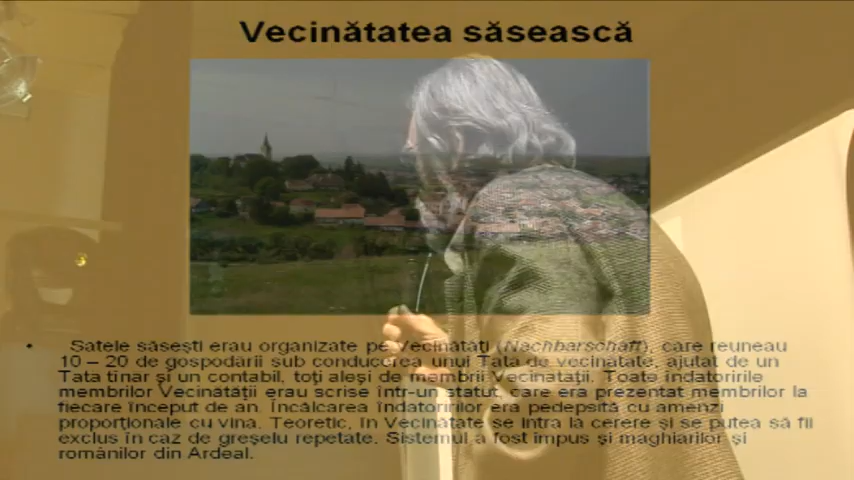 Vecinătatea săsească
• Satele săsești erau organizate pe Vecinătăți (Nachbarschaft), care reuneau
10 – 20 de gospodării sub conducerea unui Tata de vecinatate, ajutat de un
Tata tînar și un contabil, toți aleși de membrii Vecinatații. Toate îndatoririle
membrilor Vecinătății erau scrise într-un statut, care era prezentat membrilor la
fiecare început de an. Încălcarea îndatoririlor era pedepsită cu amenzi
proporționale cu vina. Teoretic, în Vecinătate se intra la cerere și se putea să fii
exclus în caz de greșelu repetate. Sistemul a fost impus și maghiarilor și
românilor din Ardeal.